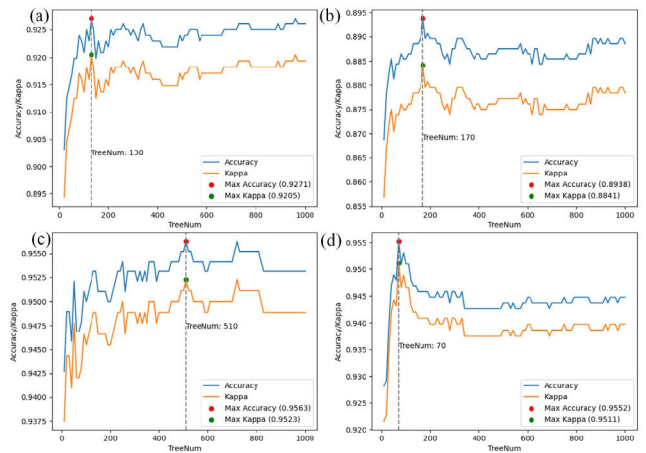 (a)
Accuracy/Kappa
0.925
0.920
0.915
0.910
0.905
0.900
0.895
TreeNum: 130
Accuracy
Kappa
Max Accuracy (0.9271)
Max Kappa (0.9205)
0 200 400 600 800 1000
TreeNum
(b)
Accuracy/Kappa
0.895
0.890
0.885
0.880
0.875
0.870
0.865
0.860
0.855
TreeNum: 170
Accuracy
Kappa
Max Accuracy (0.8938)
Max Kappa (0.8841)
0 200 400 600 800 1000
TreeNum
(c)
Accuracy/Kappa
0.9550
0.9525
0.9500
0.9475
0.9450
0.9425
0.9400
0.9375
TreeNum: 510
Accuracy
Kappa
Max Accuracy (0.9563)
Max Kappa (0.9523)
0 200 400 600 800 1000
TreeNum
(d)
Accuracy/Kappa
0.955
0.950
0.945
0.940
0.935
0.930
0.925
0.920
TreeNum: 70
Accuracy
Kappa
Max Accuracy (0.9552)
Max Kappa (0.9511)
0 200 400 600 800 1000
TreeNum